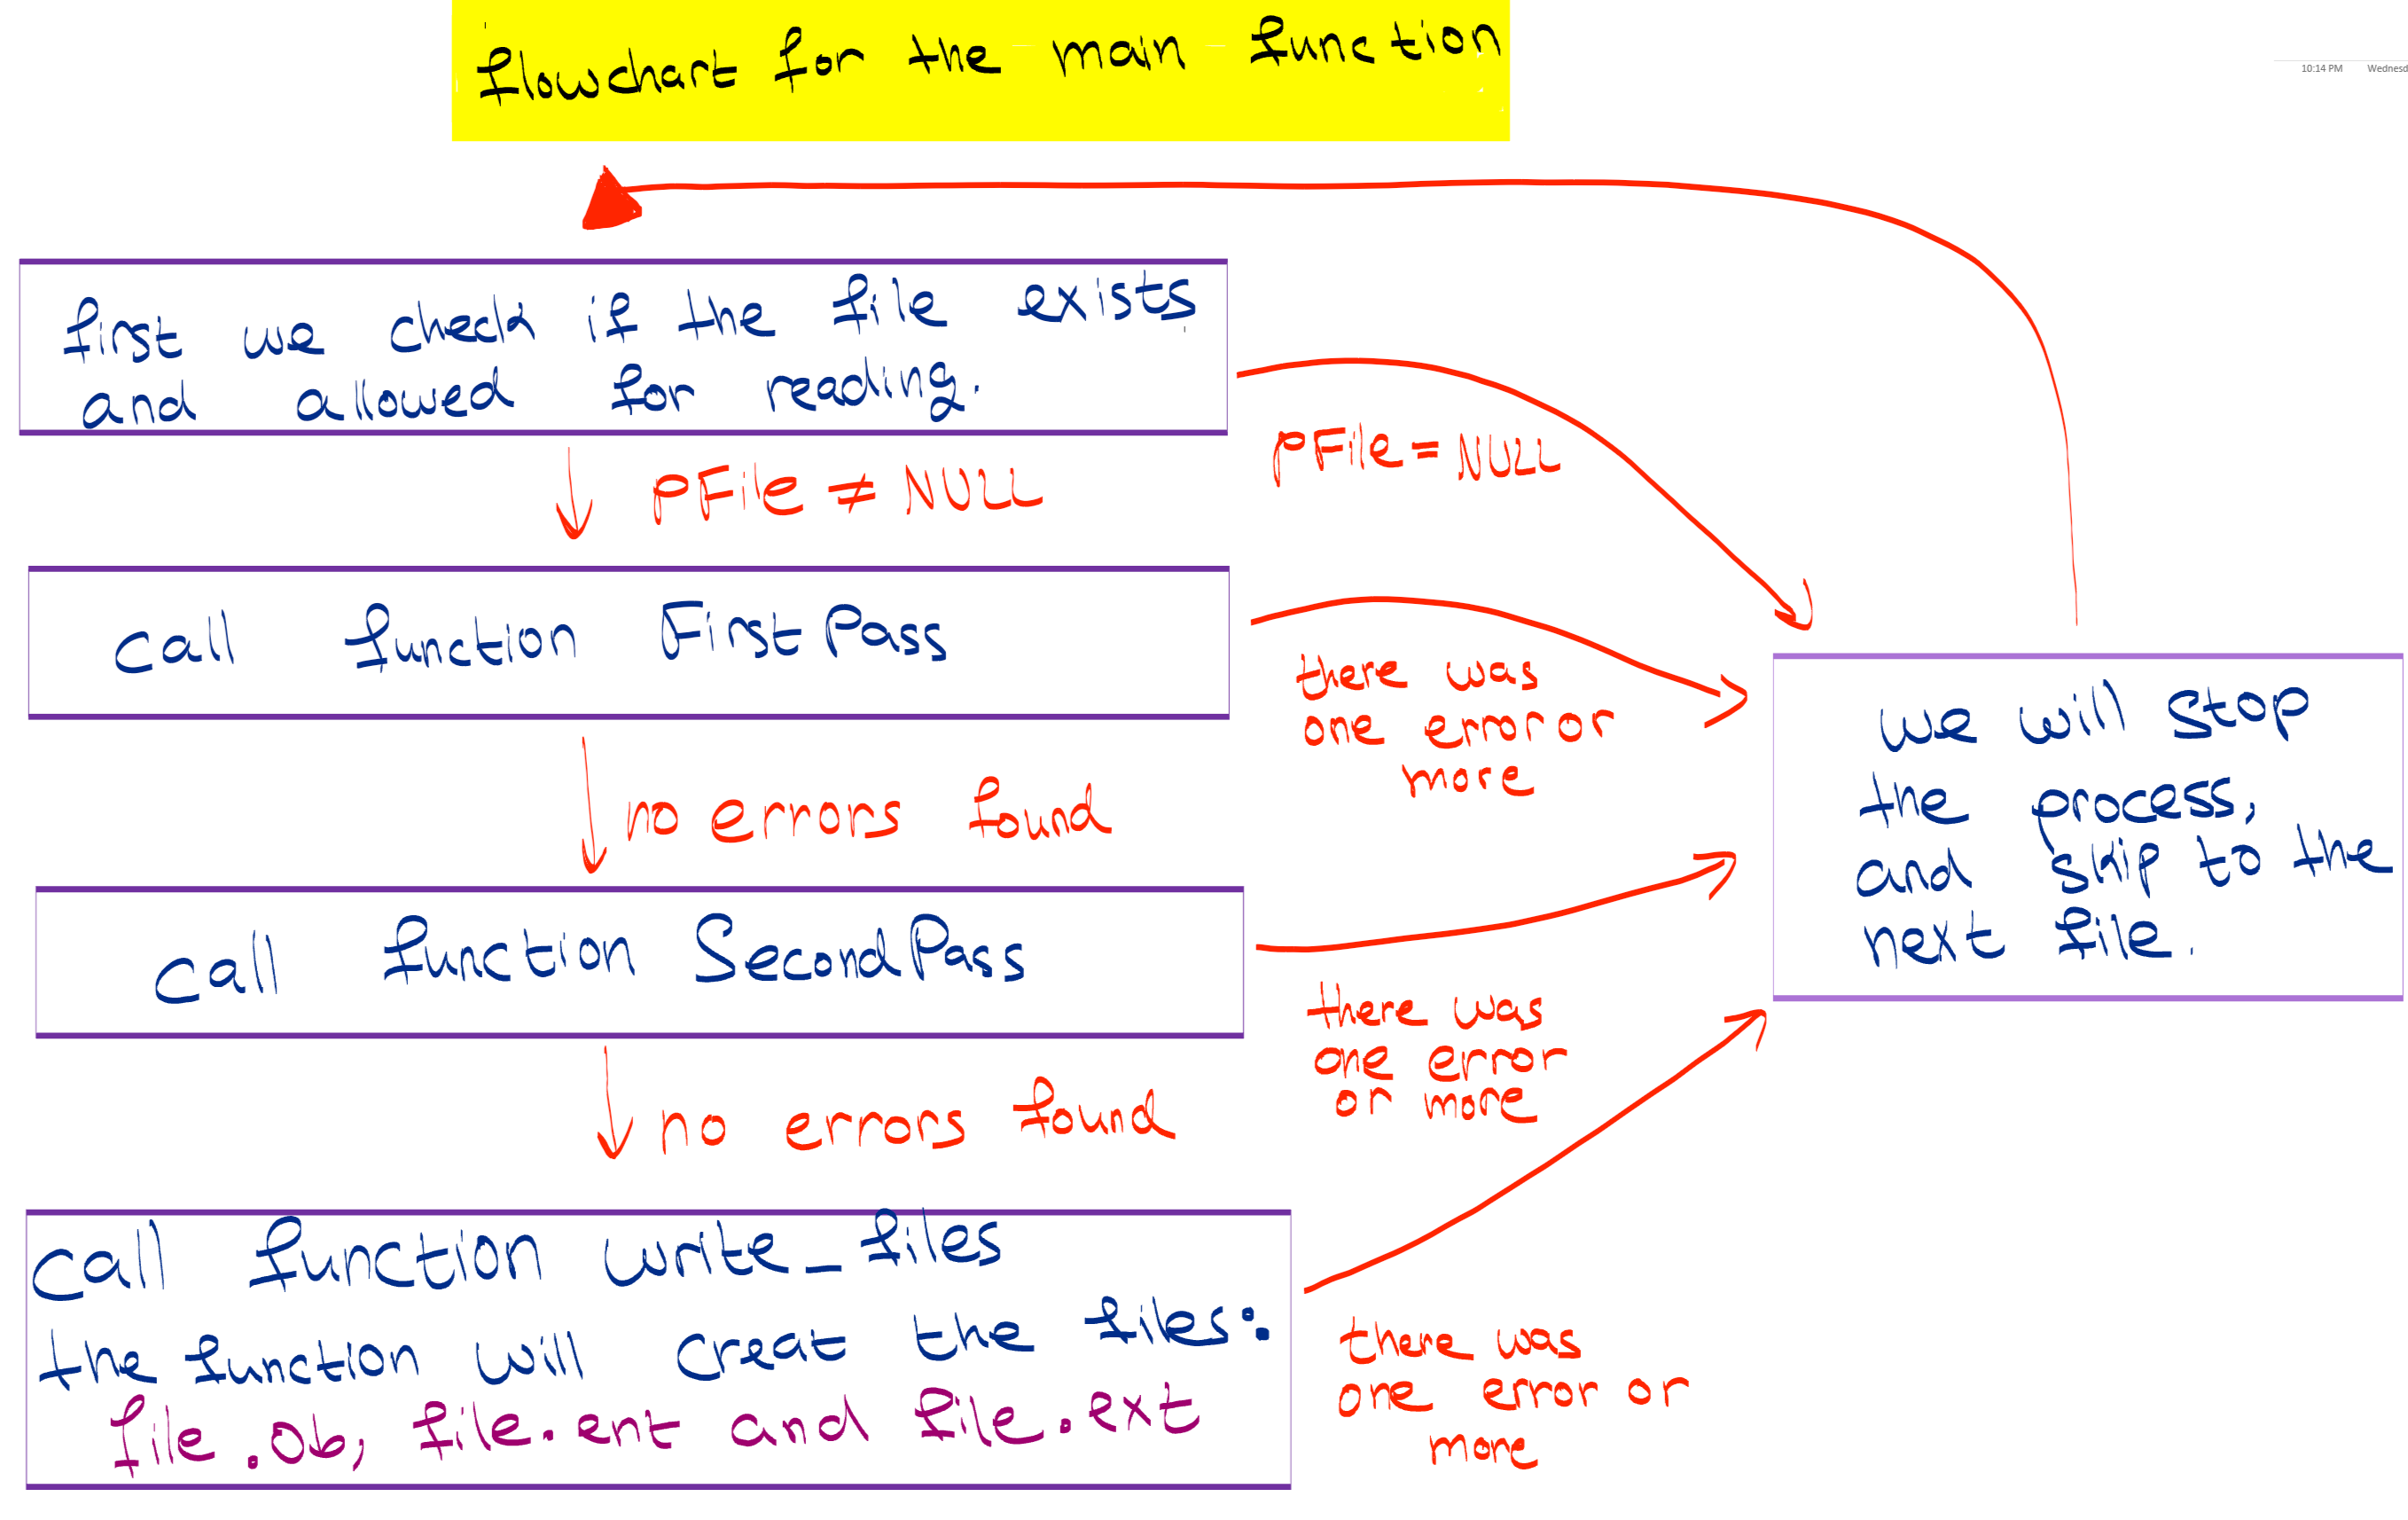 flowchart for the main function
10:14 PM Wednesd
first we check if the file exists
and allowed for reading.
PFile = NULL
PFile ≠ NULL
call function FirstPass
there was
one error or
more
we will stop
the process,
and skip to the
next file.
no errors found
call function SecondPass
there was
one error
or more
no errors found
call function write_files
the function will creat the files:
file.ob, file.ent and file.ext
there was
one error or
more